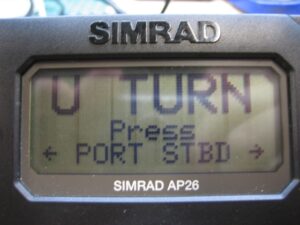 SIMRAD
U TURN
Press
← PORT STBD →
SIMRAD AP26